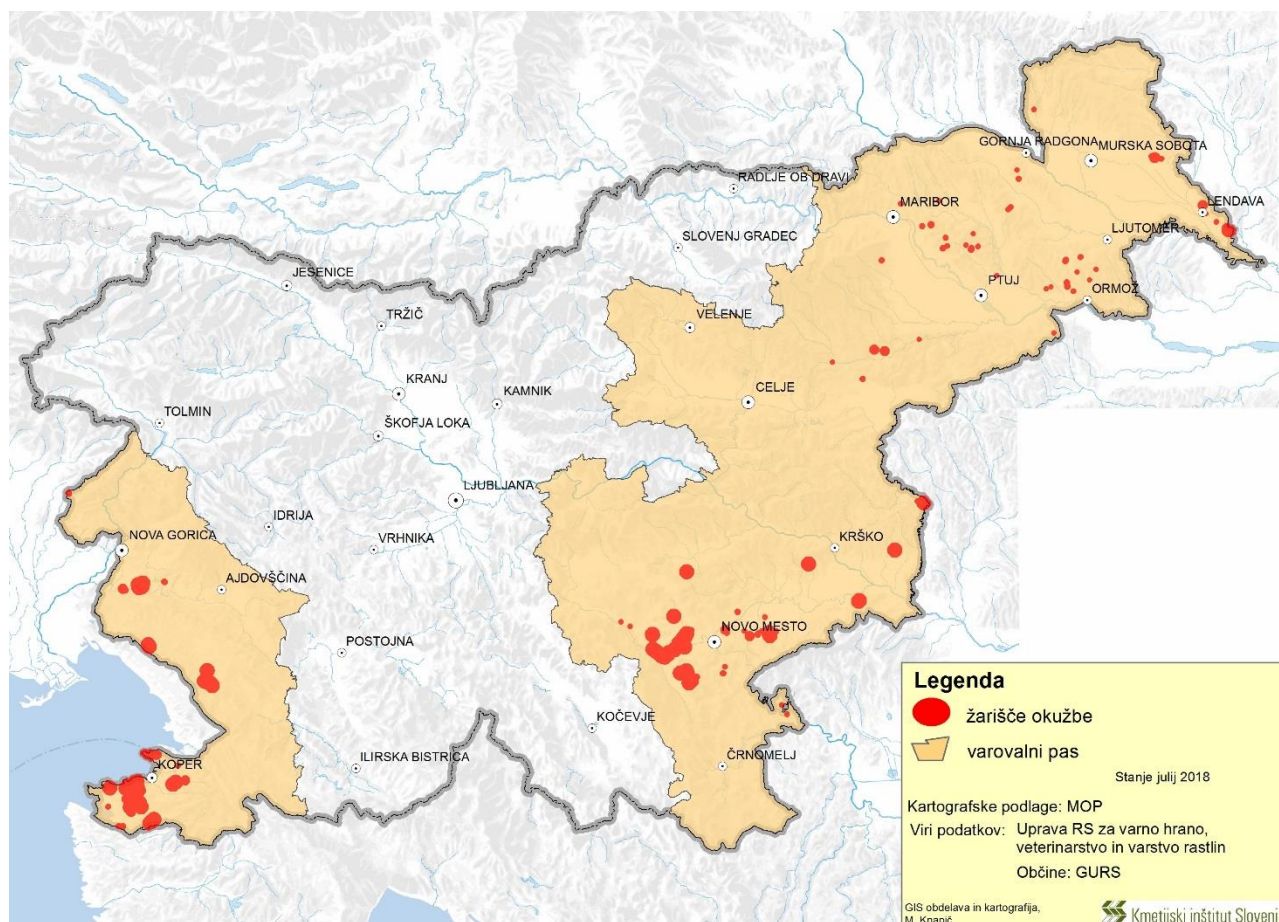 GORNJA RADGONA
MURSKA SOBOTA
RADLJE OB DRAVI
LENDAVA
MARIBOR
SLOVENJ GRADEC
LJUTOMER
JESENICE
PTUJ
ORMOŽ
TRŽIČ
VELENJE
KRANJ
KAMNIK
CELJE
TOLMIN
ŠKOFJA LOKA
LJUBLJANA
IDRIJA
NOVA GORICA
VRHNIKA
KRŠKO
AJDOVŠČINA
POSTOJNA
NOVO MESTO
KOČEVJE
ILIRSKA BISTRICA
ČRNOMELJ
KOPER
Legenda
žarišče okužbe
varovalni pas
Stanje julij 2018
Kartografske podlage: MOP
Viri podatkov: Uprava RS za varno hrano,
veterinarstvo in varstvo rastlin
Občine: GURS
GIS obdelava in kartografija,
M. Knapič
Kmetijski inštitut Sloveni